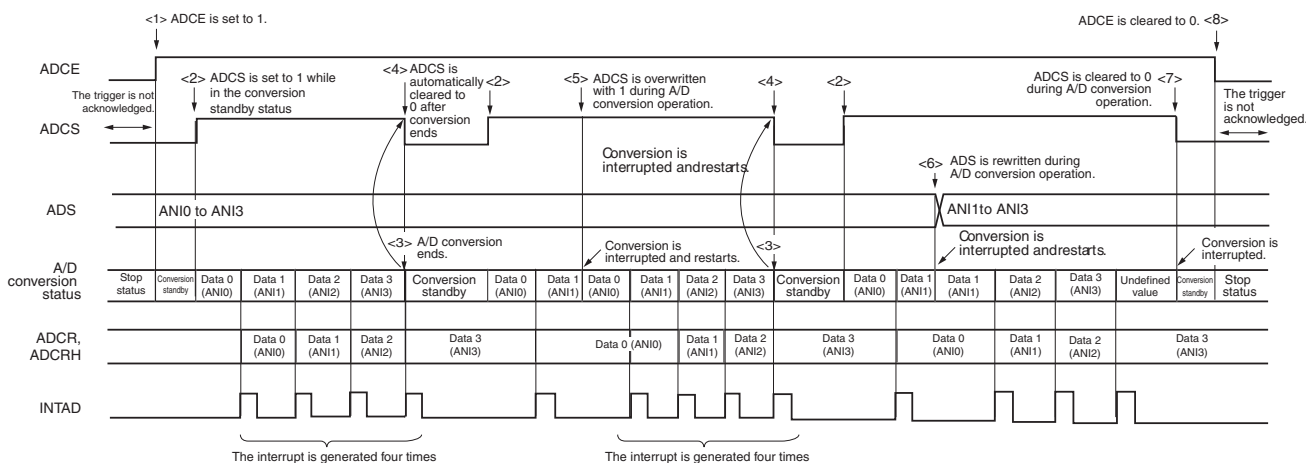 <1> ADCE is set to 1.
ADCE is cleared to 0. <8>
ADCE
The trigger is not
acknowledged.
<2> ADCS is set to 1 while
in the conversion
standby status
<4> ADCS is
automatically
cleared to
0 after
conversion
ends
<2>
<5> ADCS is overwritten
with 1 during A/D
conversion operation.
<4>
<2>
ADCS is cleared to 0 <7>
during A/D conversion
operation.
The trigger
is not
acknowledged.
ADCS
Conversion is
interrupted andrestarts.
<6> ADS is rewritten during
A/D conversion operation.
ADS
ANI0 to ANI3
ANI1to ANI3
<3> A/D conversion
ends.
Conversion is
interrupted and restarts.
<3>
Conversion is
interrupted andrestarts.
Conversion is
interrupted.
A/D
conversion
status
Stop
status
Conversion
standby
Data 0
(ANI0)
Data 1
(ANI1)
Data 2
(ANI2)
Data 3
(ANI3)
Conversion
standby
Data 0
(ANI0)
Data 1
(ANI1)
Data 0
(ANI0)
Data 1
(ANI1)
Data 2
(ANI2)
Data 3
(ANI3)
Conversion
standby
Data 0
(ANI0)
Data 1
(ANI1)
Data 1
(ANI1)
Data 2
(ANI2)
Data 3
(ANI3)
Undefined
value
Conversion
standby
Stop
status
ADCR,
ADCRH
Data 0
(ANI0)
Data 1
(ANI1)
Data 2
(ANI2)
Data 3
(ANI3)
Data 0 (ANI0)
Data 1
(ANI1)
Data 2
(ANI2)
Data 3
(ANI3)
Data 0
(ANI0)
Data 1
(ANI1)
Data 2
(ANI2)
Data 3
(ANI3)
INTAD
The interrupt is generated four times
The interrupt is generated four times